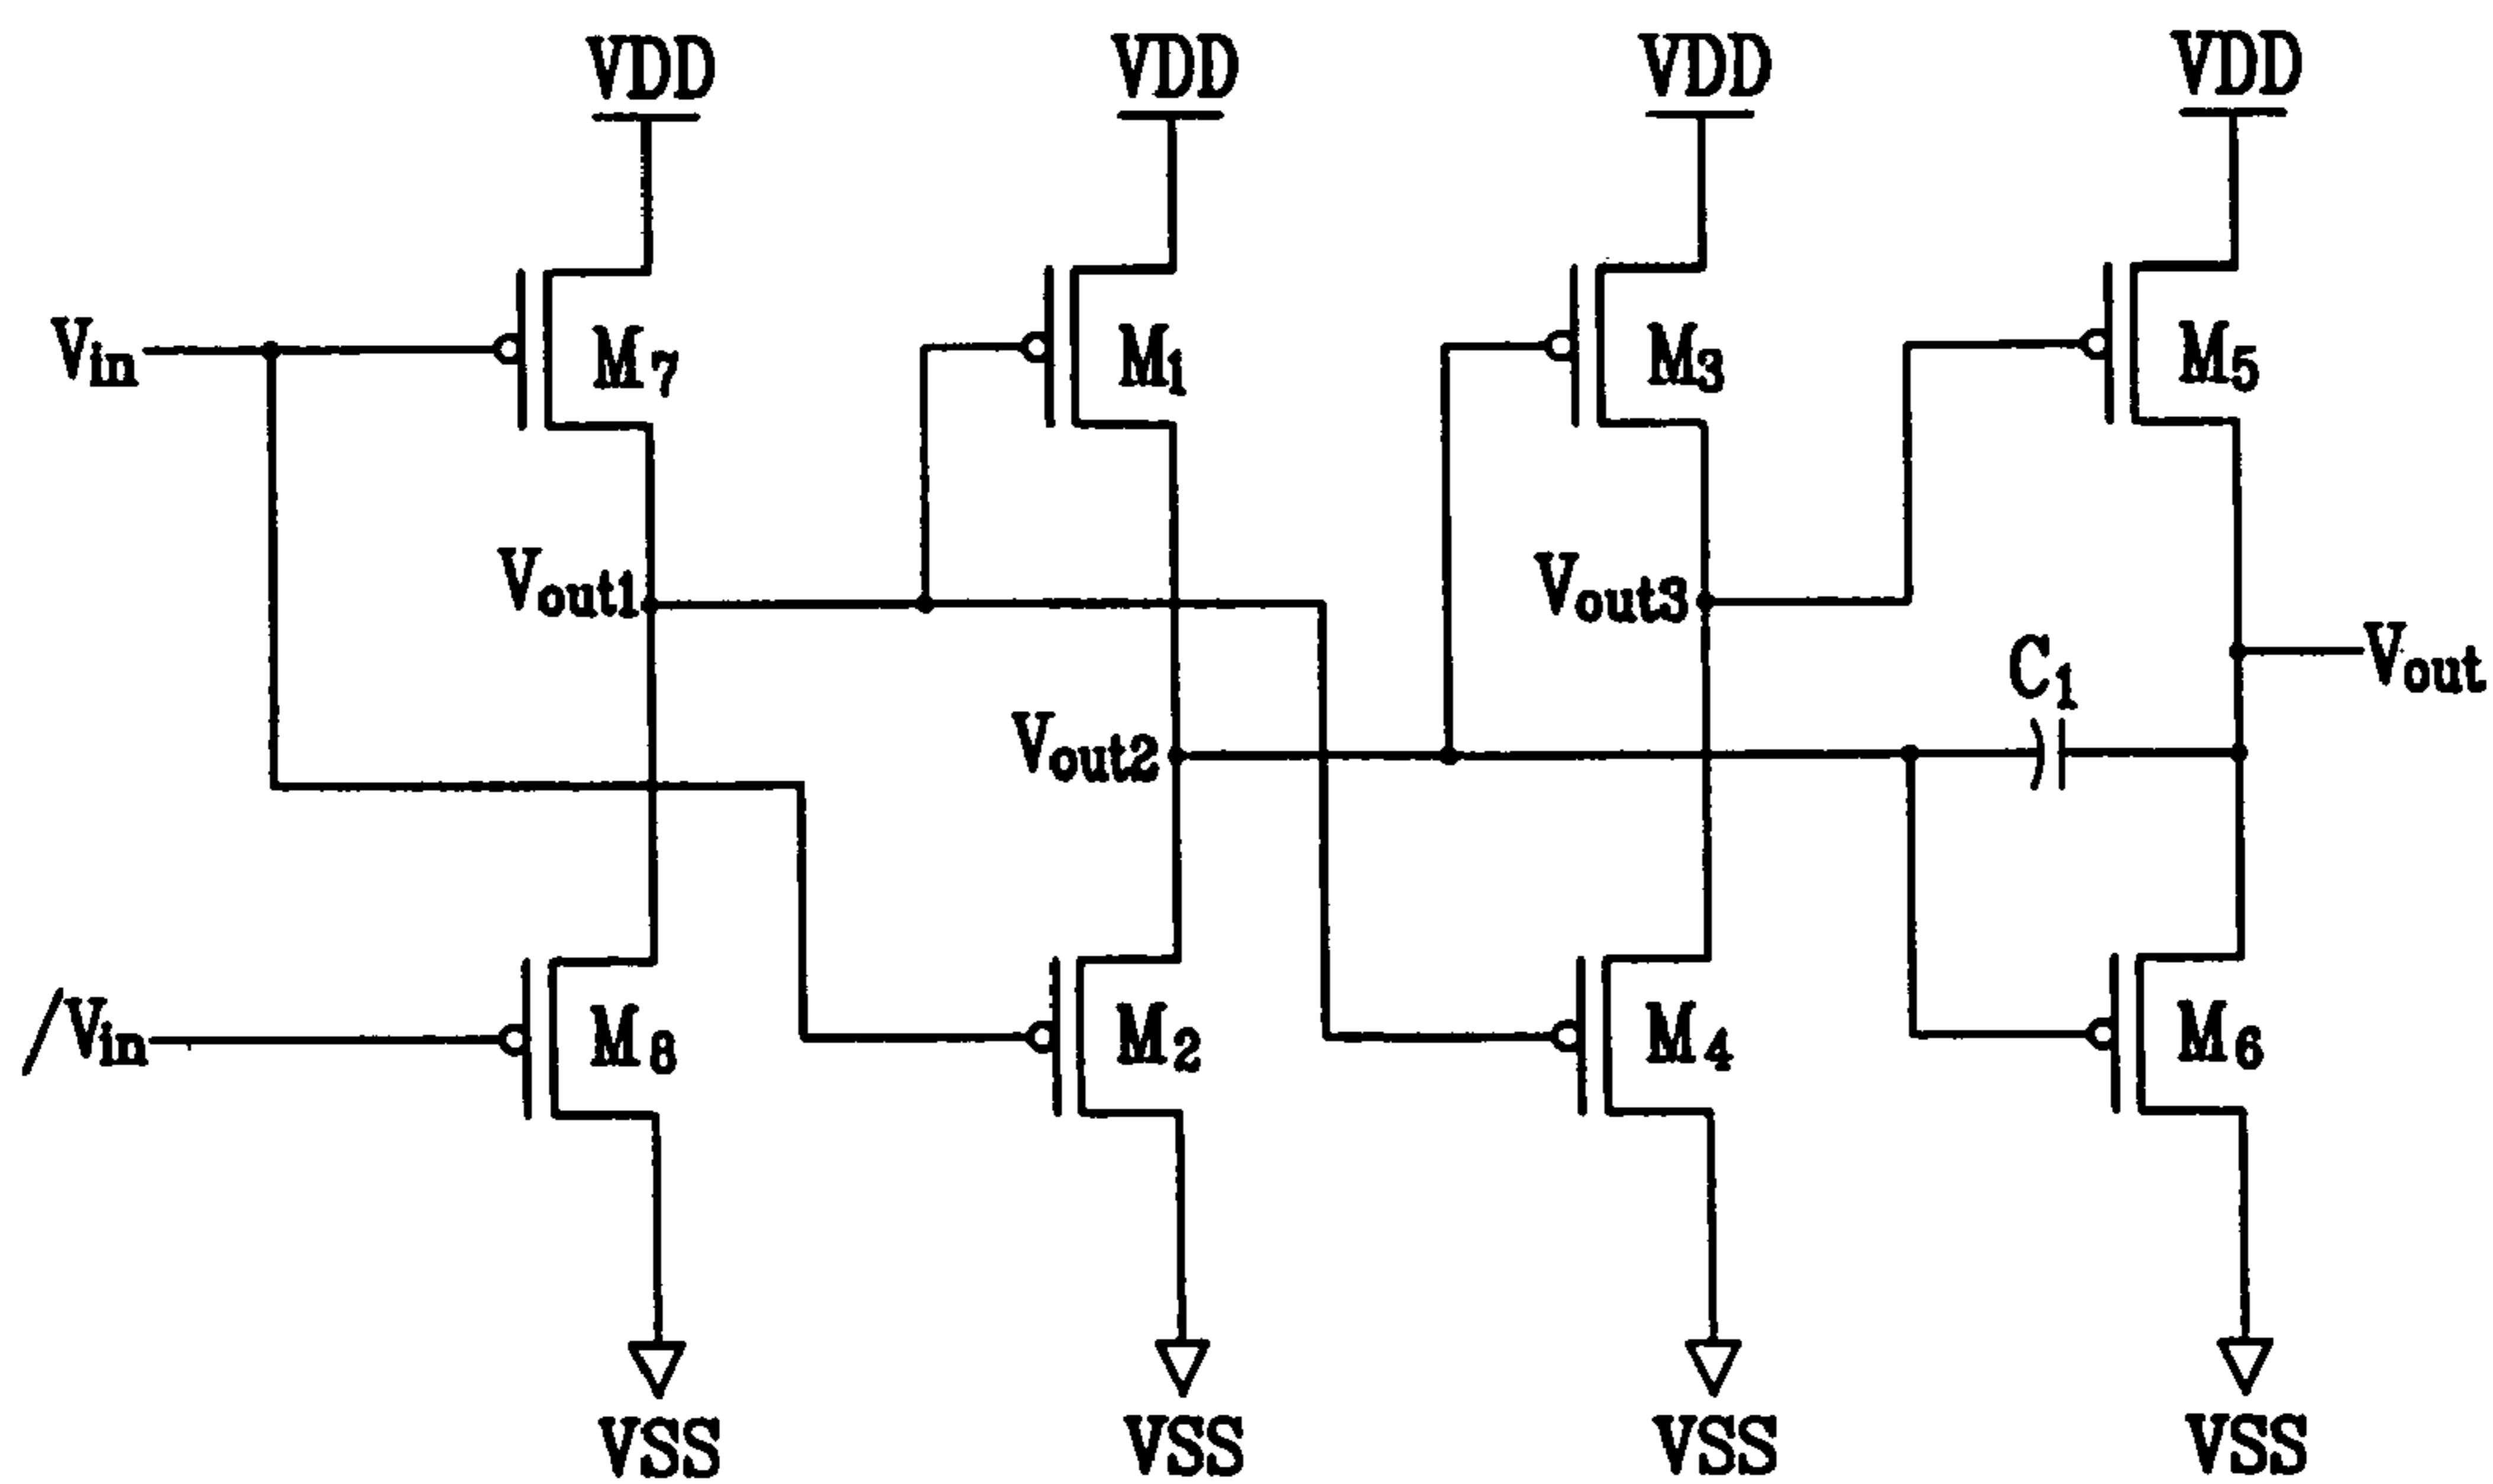 VDD VDD VDD VDD
Vin M7 M1 M3 M5
Vout1 Vout3
C1 Vout
Vout2
/Vin M8 M2 M4 M6
VSS VSS VSS VSS